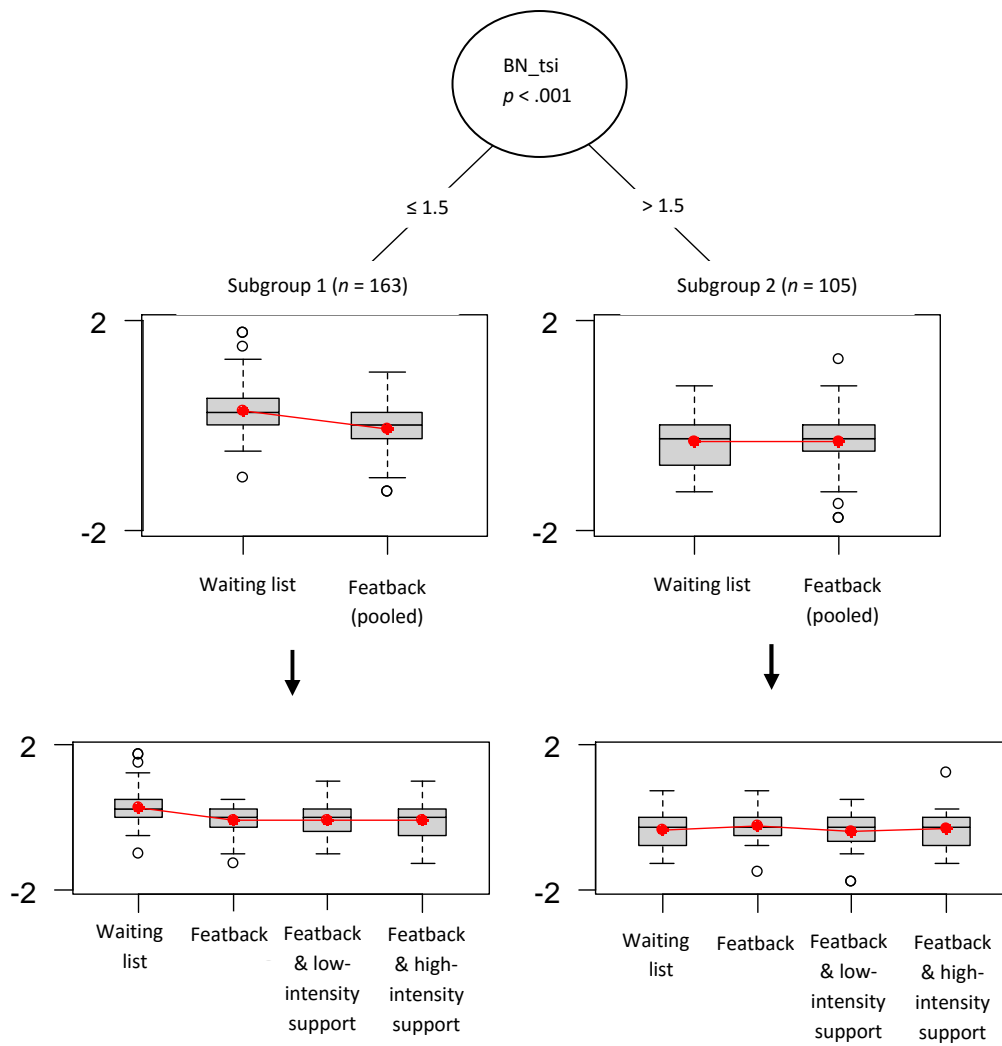 BN_tsi
p < .001
≤ 1.5
> 1.5
Subgroup 1 (n = 163)
Subgroup 2 (n = 105)
2
-2
Waiting list
Featback
(pooled)
Waiting list
Featback
(pooled)
2
-2
Waiting
list
Featback
Featback
& low-
intensity
support
Featback
& high-
intensity
support
2
-2
Waiting
list
Featback
Featback
& low-
intensity
support
Featback
& high-
intensity
support